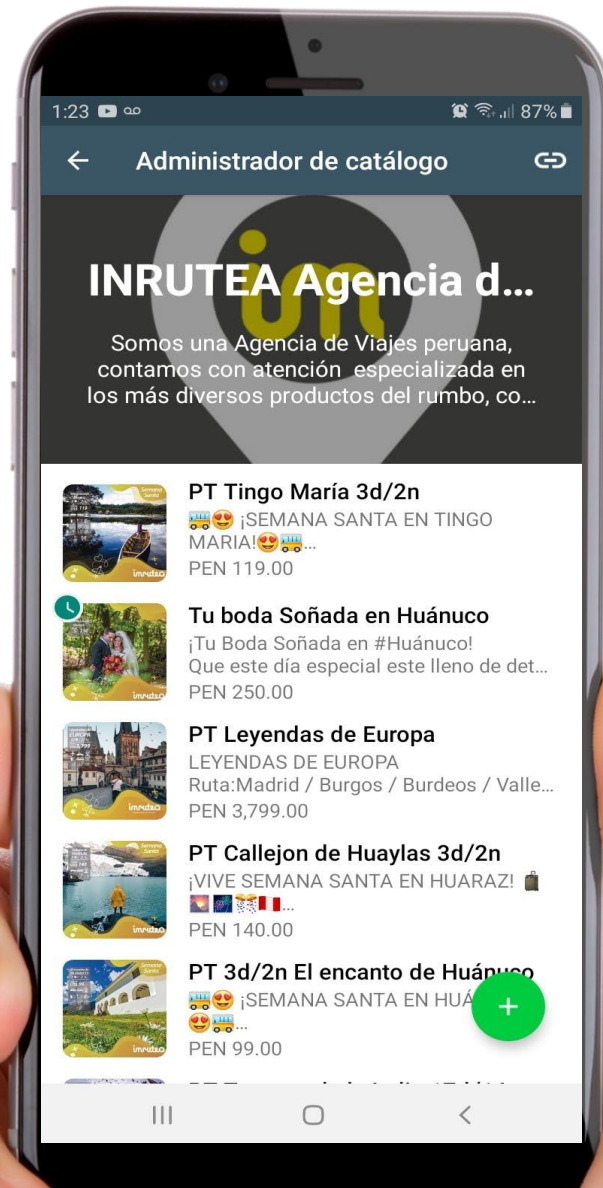 1:23
87%
Administrador de catálogo
INRUTEA Agencia d...
Somos una Agencia de Viajes peruana,
contamos con atención especializada en
los más diversos productos del rumbo, co...
PT Tingo María 3d/2n
🚌😍 ¡SEMANA SANTA EN TINGO
MARIA!😍🚌...
PEN 119.00
Tu boda Soñada en Huánuco
¡Tu Boda Soñada en #Huánuco!
Que este día especial este lleno de det...
PEN 250.00
PT Leyendas de Europa
LEYENDAS DE EUROPA
Ruta:Madrid / Burgos / Burdeos / Valle...
PEN 3,799.00
PT Callejon de Huaylas 3d/2n
¡VIVE SEMANA SANTA EN HUARAZ!
PEN 140.00
PT 3d/2n El encanto de Huánuco
🚌😍 ¡SEMANA SANTA EN HUÁ
😍🚌...
PEN 99.00